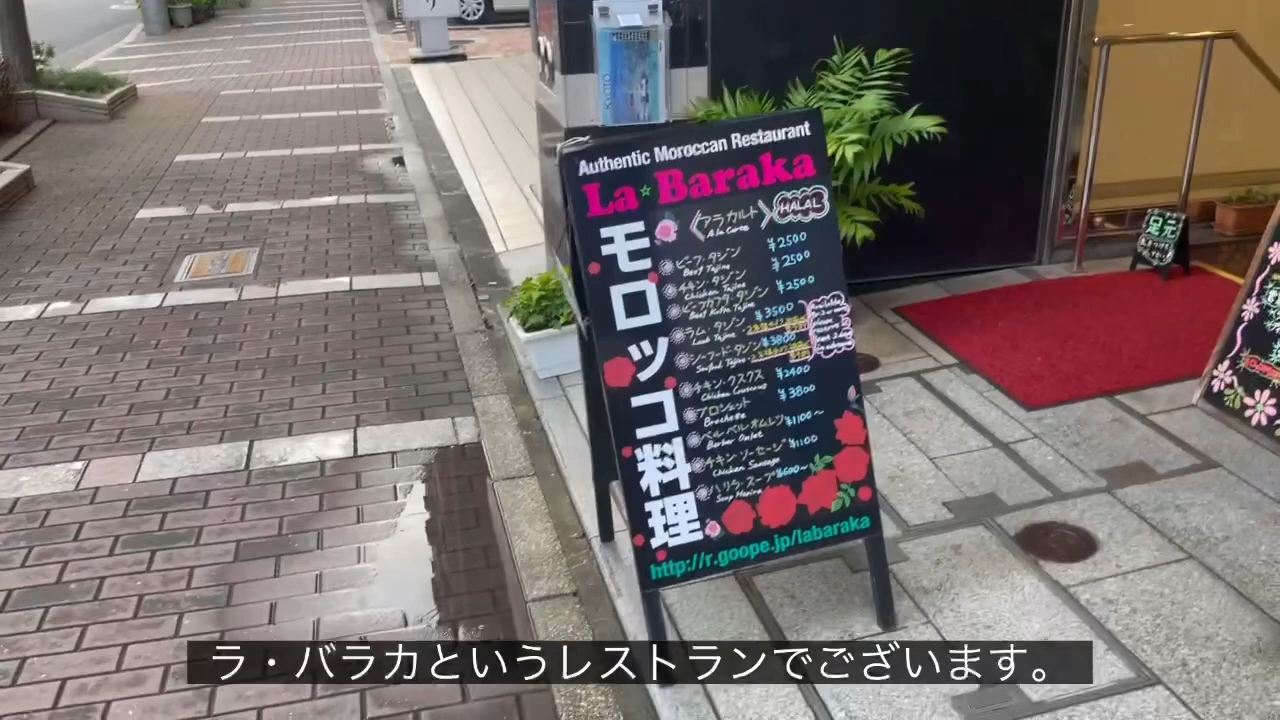 Authentic Moroccan Restaurant
La☆Baraka
モロッコ料理
〈アラカルト〉
A la Carte
HALAL
ビーフ・タジン ¥2500
Beef Tajine
チキン・タジン ¥2500
Chicken Tajine
ビーフカフタ・タジン ¥2500
Beef Kafta Tajine
ラム・タジン ¥3500
Lamb Tajine
シーフード・タジン ¥3800
Seafood Tajine
チキン・クスクス ¥2400
Chicken Couscous
ブロシェット ¥3800
Brochette
ベルベル・オムレツ ¥1100~
Berber Omlet
チキン・ソーセージ ¥1100
Chicken Sausage
ハリラ・スープ ¥600~
Soup Harira
http://r.goope.jp/labaraka
足元
ラ・バラカというレストランでございます。